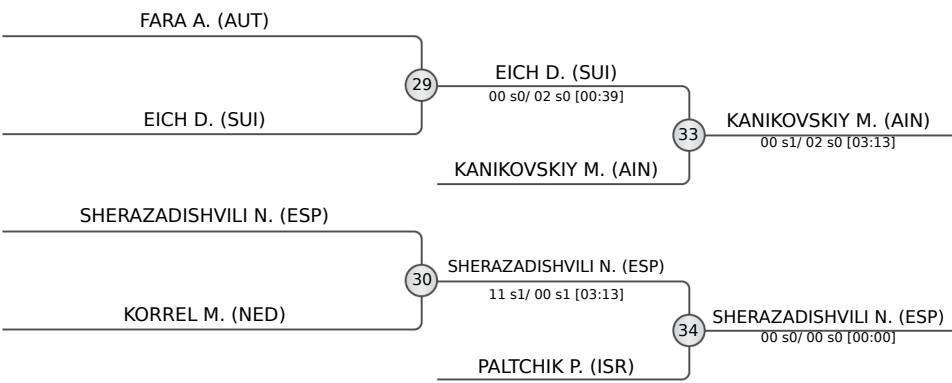 FARA A. (AUT)
29
EICH D. (SUI)
00 s0/ 02 s0 [00:39]
EICH D. (SUI)
33
KANIKOVSKIY M. (AIN)
00 s1/ 02 s0 [03:13]
KANIKOVSKIY M. (AIN)
SHERAZADISHVILI N. (ESP)
30
SHERAZADISHVILI N. (ESP)
11 s1/ 00 s1 [03:13]
KORREL M. (NED)
34
SHERAZADISHVILI N. (ESP)
00 s0/ 00 s0 [00:00]
PALTCHIK P. (ISR)